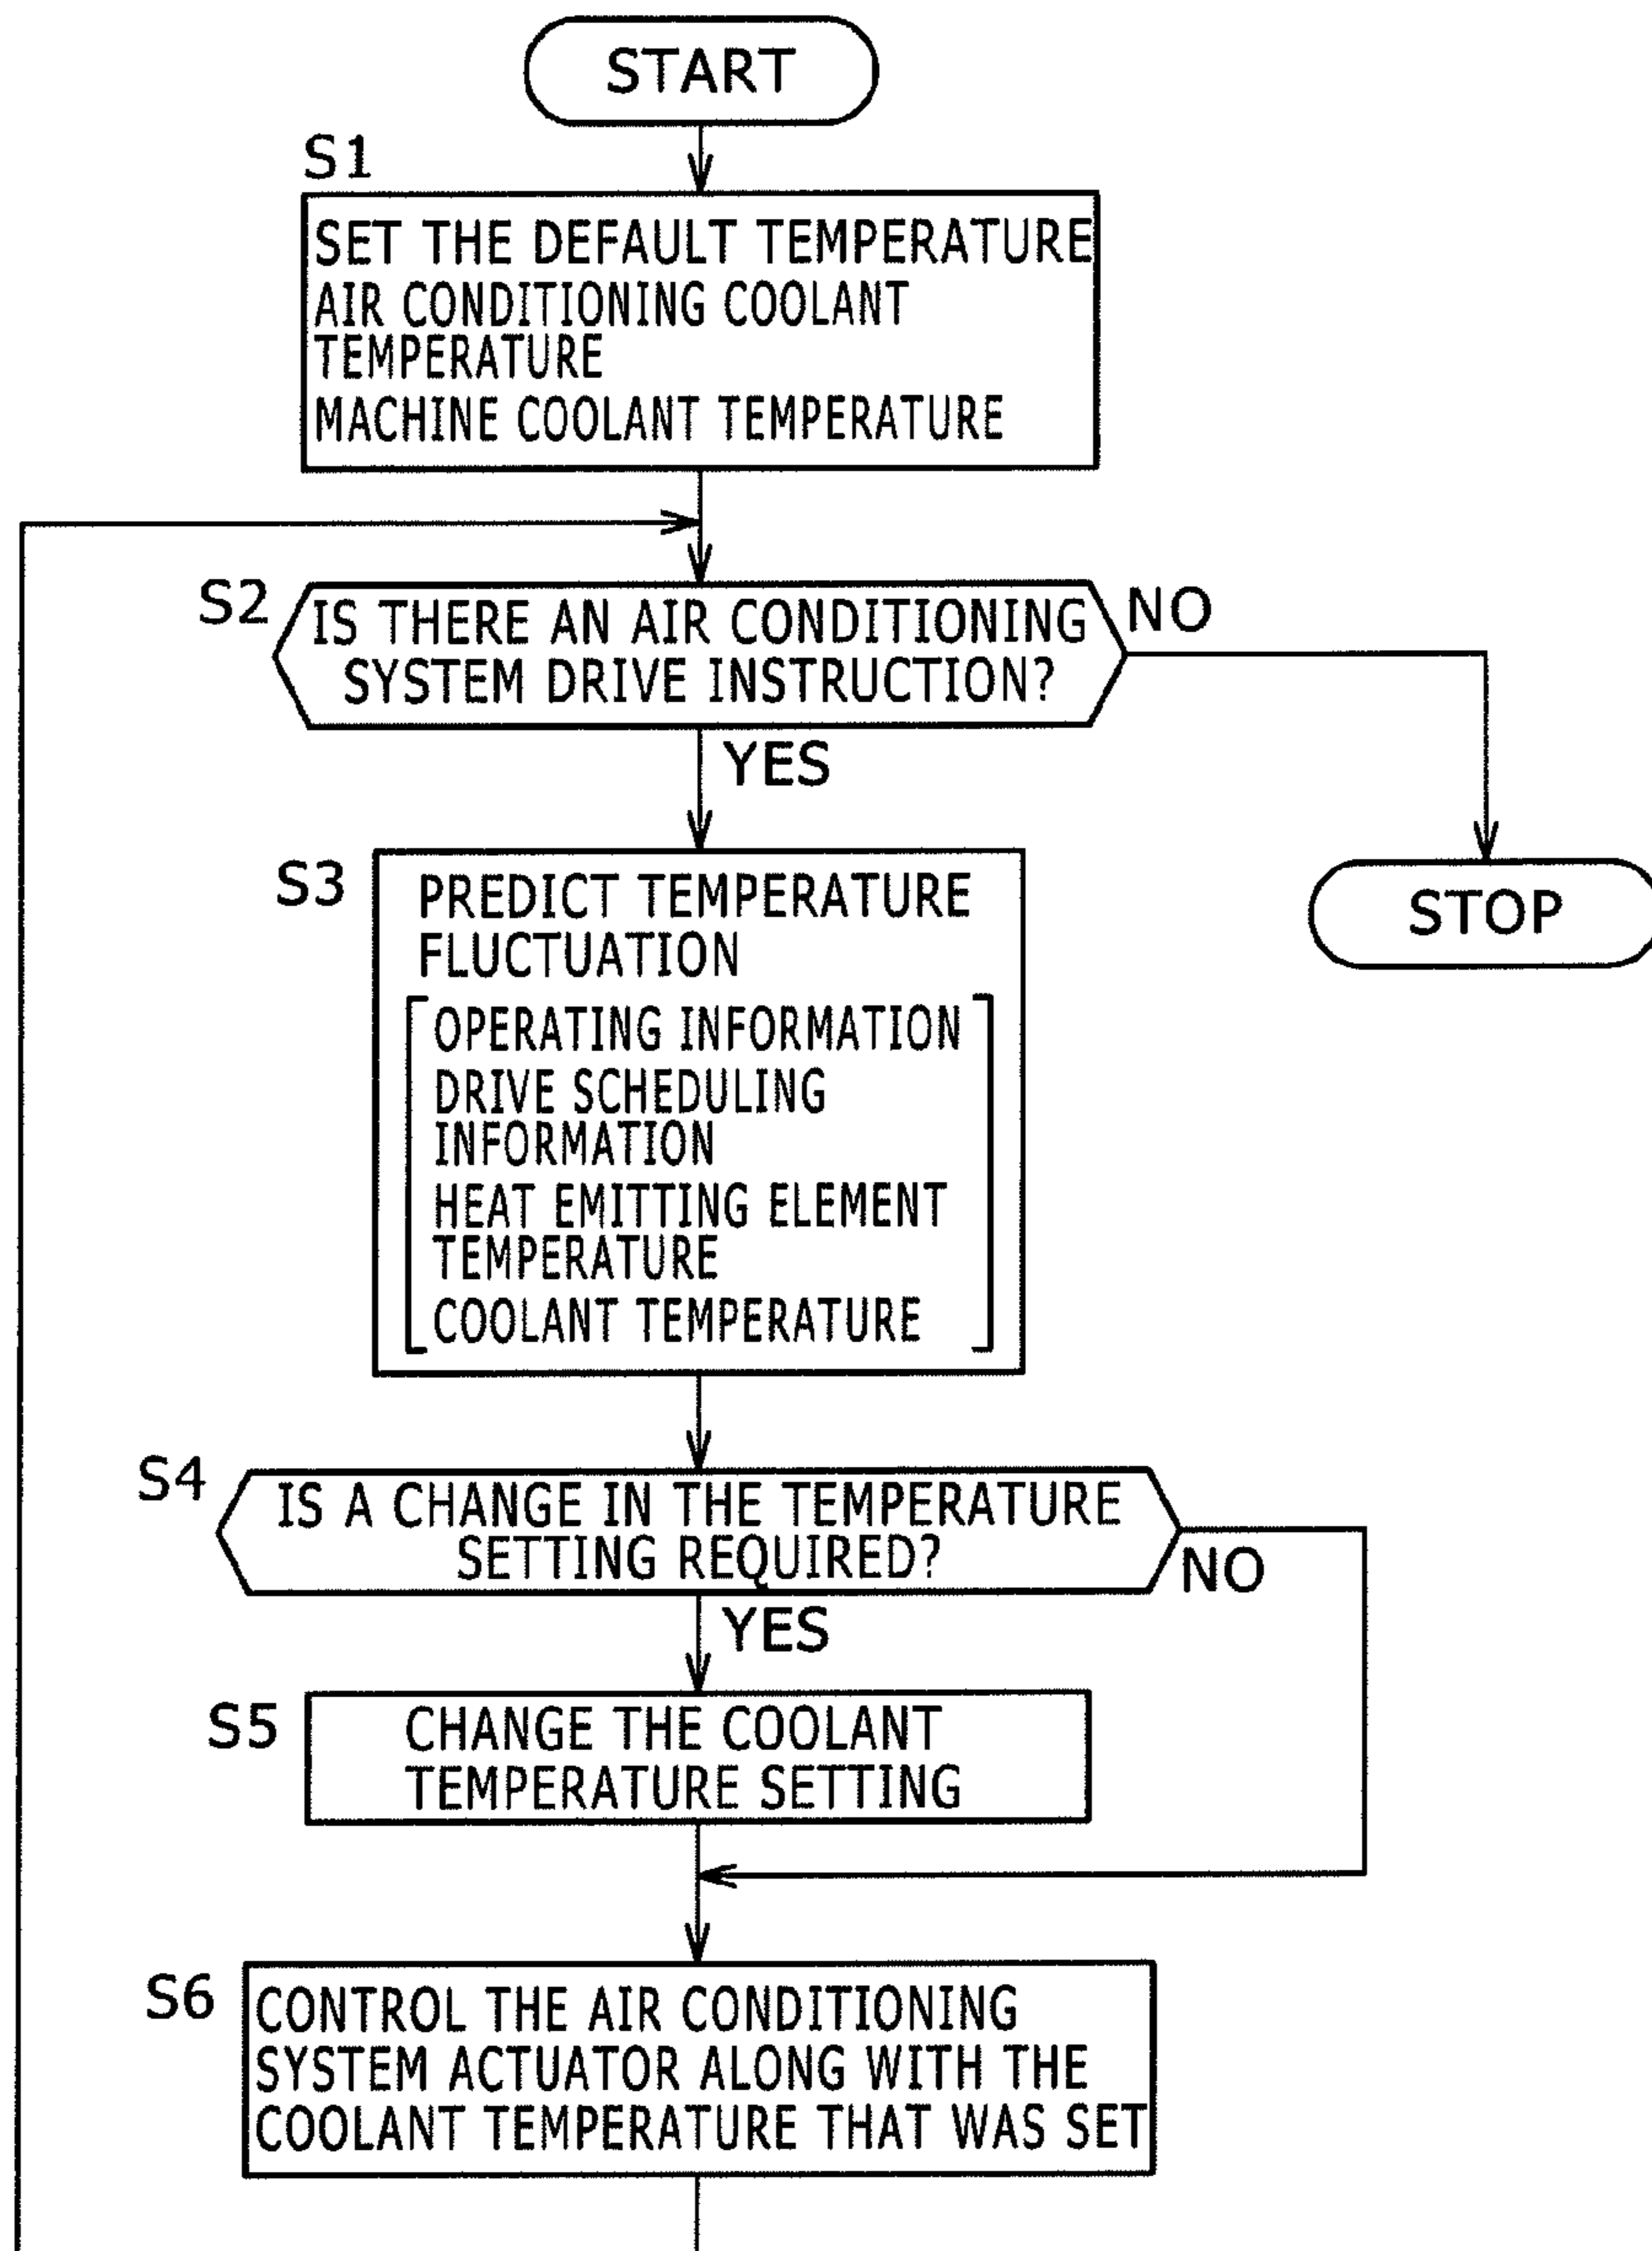 START
S1
SET THE DEFAULT TEMPERATURE
AIR CONDITIONING COOLANT
TEMPERATURE
MACHINE COOLANT TEMPERATURE
S2
IS THERE AN AIR CONDITIONING
SYSTEM DRIVE INSTRUCTION?
NO
YES
STOP
S3
PREDICT TEMPERATURE
FLUCTUATION
OPERATING INFORMATION
DRIVE SCHEDULING
INFORMATION
HEAT EMITTING ELEMENT
TEMPERATURE
COOLANT TEMPERATURE
S4
IS A CHANGE IN THE TEMPERATURE
SETTING REQUIRED?
NO
YES
S5
CHANGE THE COOLANT
TEMPERATURE SETTING
S6
CONTROL THE AIR CONDITIONING
SYSTEM ACTUATOR ALONG WITH THE
COOLANT TEMPERATURE THAT WAS SET